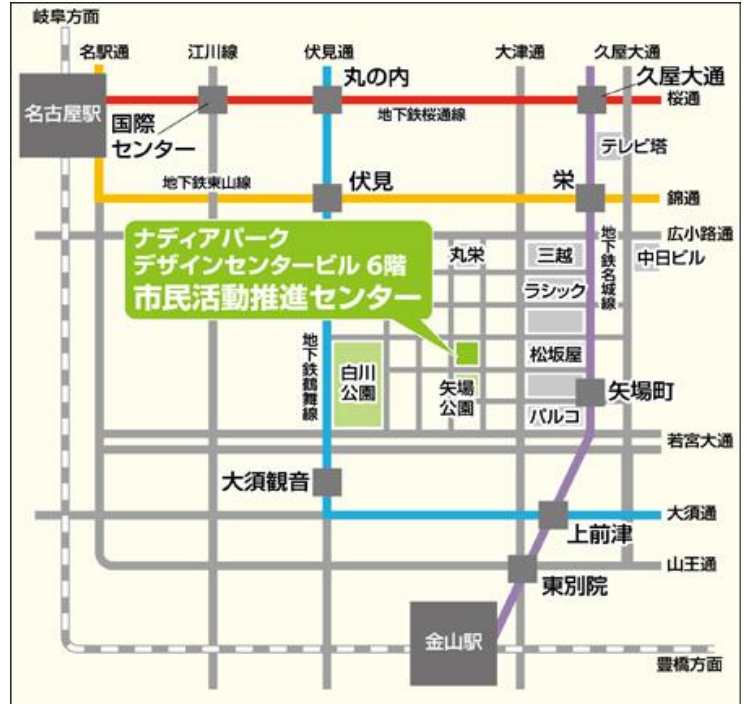 岐阜方面
名駅通
江川線
伏見通
大津通
久屋大通
名古屋駅
国際
センター
丸の内
久屋大通
桜通
地下鉄桜通線
テレビ塔
地下鉄東山線
伏見
栄
錦通
広小路通
ナディアパーク
デザインセンタービル 6階
市民活動推進センター
丸栄
三越
地下鉄名城線
中日ビル
ラシック
地下鉄鶴舞線
白川
公園
松坂屋
矢場
公園
矢場町
パルコ
若宮大通
大須観音
大須通
上前津
山王通
東別院
金山駅
豊橋方面